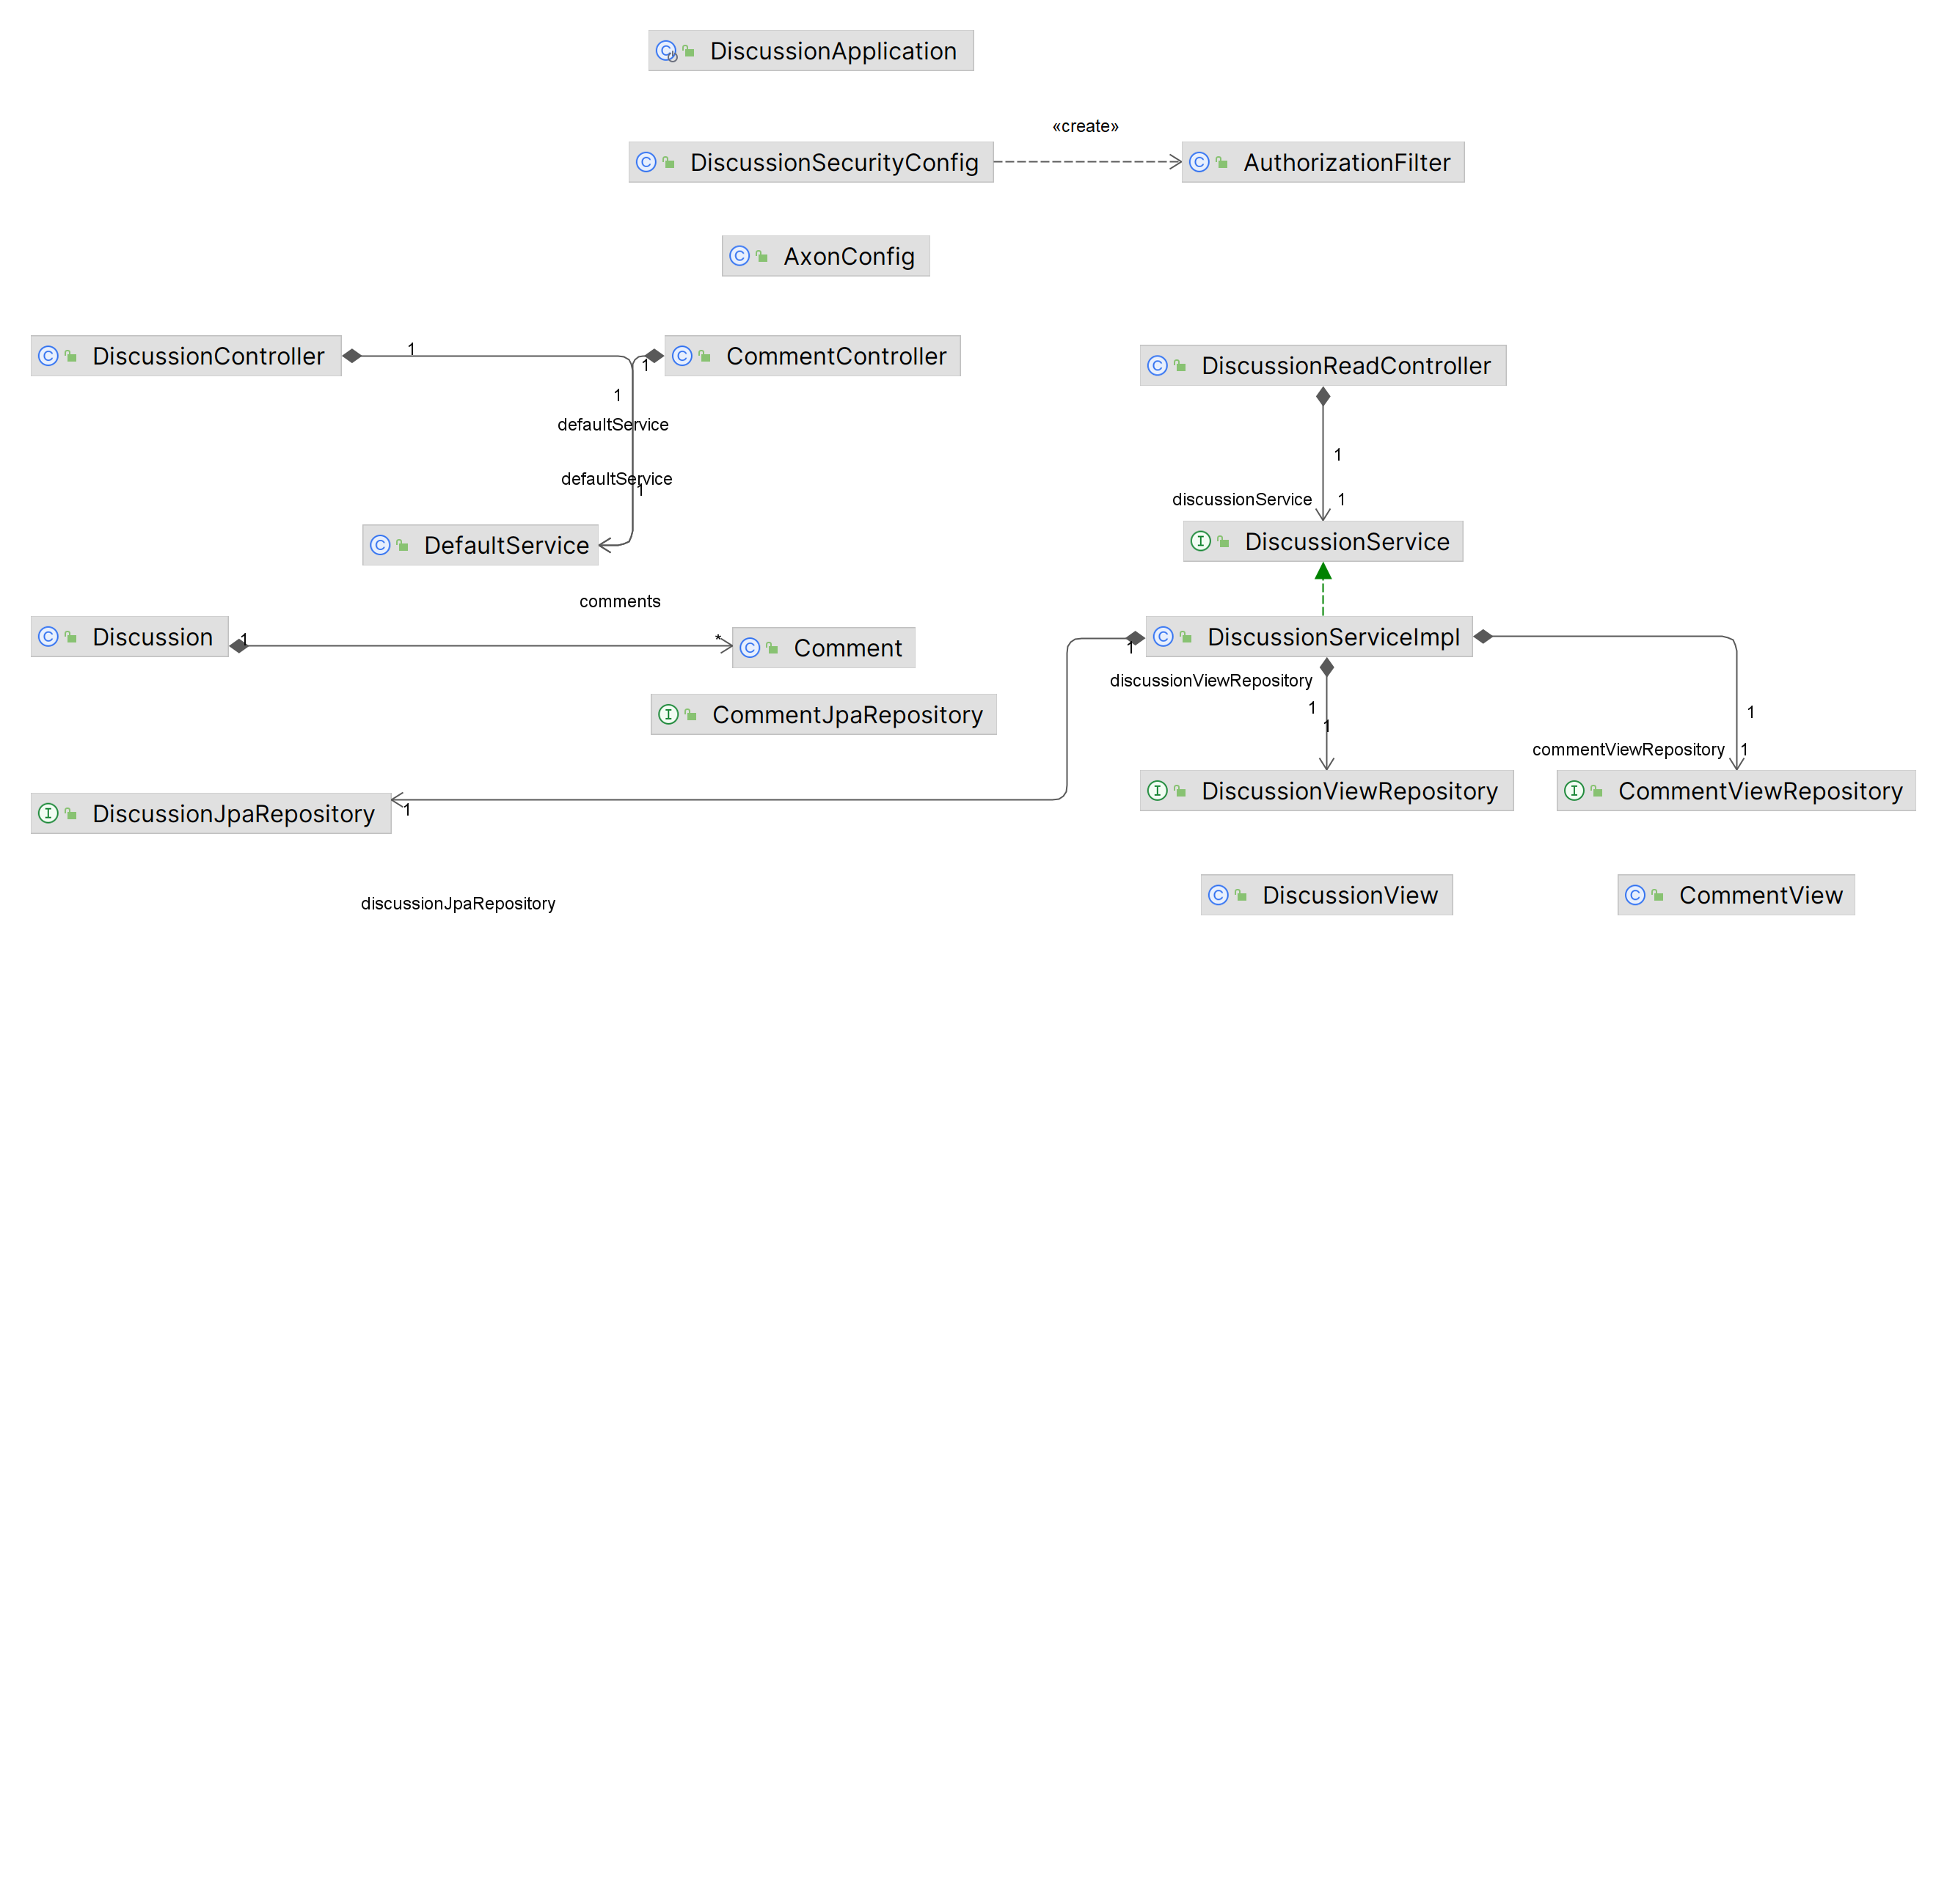 DiscussionApplication
«create»
DiscussionSecurityConfig
AuthorizationFilter
AxonConfig
DiscussionController
1
1
CommentController
DiscussionReadController
1
defaultService
defaultService
1
1
discussionService
1
DefaultService
DiscussionService
comments
Discussion
1
*
Comment
1
DiscussionServiceImpl
discussionViewRepository
1
1
CommentJpaRepository
1
commentViewRepository
1
DiscussionJpaRepository
1
DiscussionViewRepository
CommentViewRepository
discussionJpaRepository
DiscussionView
CommentView